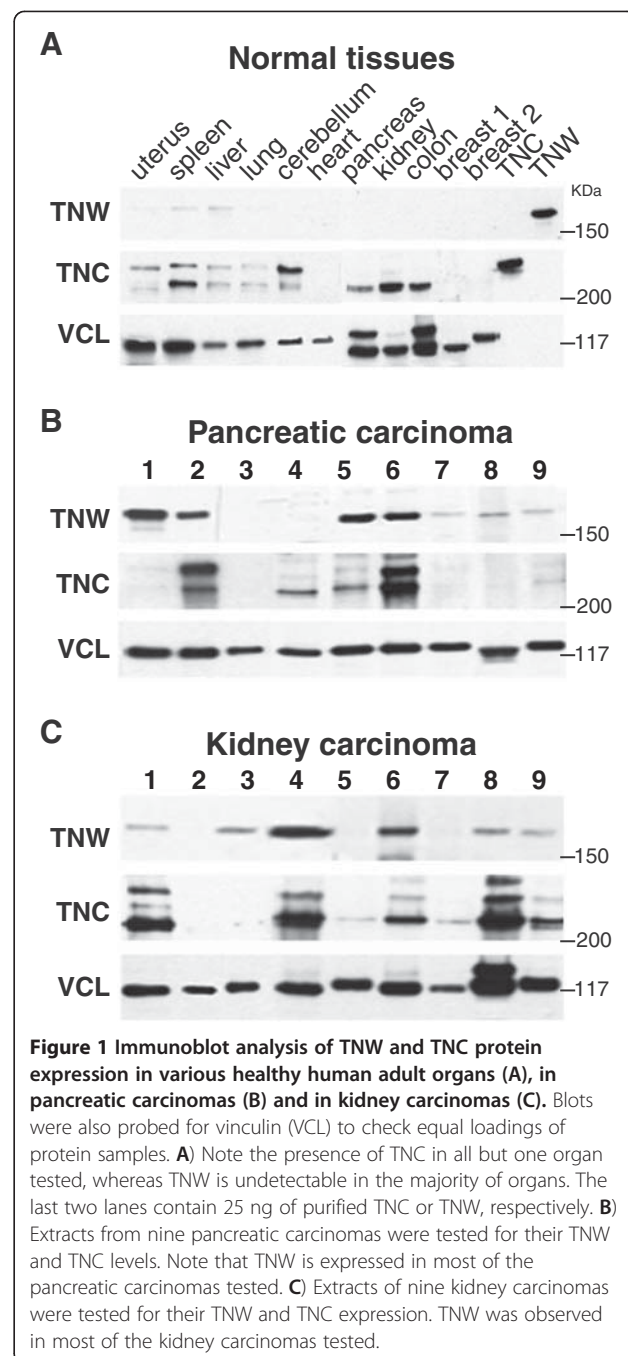 A
Normal tissues
uterus spleen liver lung cerebellum heart pancreas kidney colon breast 1 breast 2 TNC TNW
KDa
TNW
150
TNC
200
VCL
117
B
Pancreatic carcinoma
1 2 3 4 5 6 7 8 9
TNW
150
TNC
200
VCL
117
C
Kidney carcinoma
1 2 3 4 5 6 7 8 9
TNW
150
TNC
200
VCL
117
Figure 1 Immunoblot analysis of TNW and TNC protein
expression in various healthy human adult organs (A), in
pancreatic carcinomas (B) and in kidney carcinomas (C). Blots
were also probed for vinculin (VCL) to check equal loadings of
protein samples. A) Note the presence of TNC in all but one organ
tested, whereas TNW is undetectable in the majority of organs. The
last two lanes contain 25 ng of purified TNC or TNW, respectively. B)
Extracts from nine pancreatic carcinomas were tested for their TNW
and TNC levels. Note that TNW is expressed in most of the
pancreatic carcinomas tested. C) Extracts of nine kidney carcinomas
were tested for their TNW and TNC expression. TNW was observed
in most of the kidney carcinomas tested.